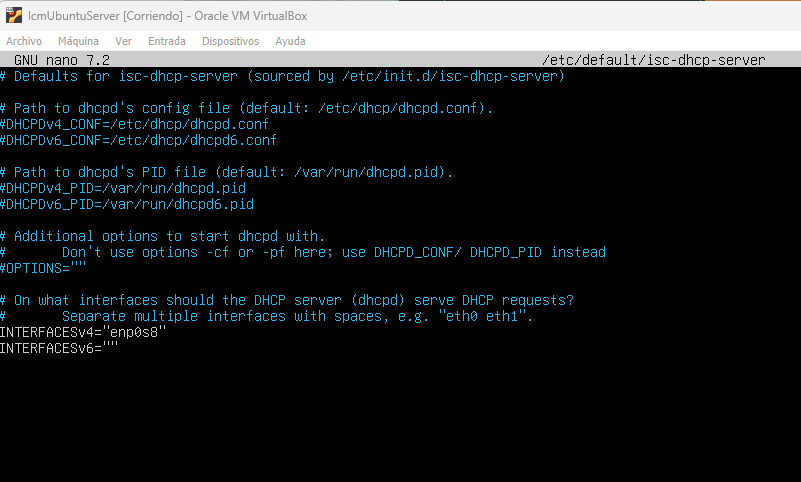 lcmUbuntuServer [Corriendo] - Oracle VM VirtualBox
Archivo Máquina Ver Entrada Dispositivos Ayuda
GNU nano 7.2 /etc/default/isc-dhcp-server
# Defaults for isc-dhcp-server (sourced by /etc/init.d/isc-dhcp-server)
# Path to dhcpd's config file (default: /etc/dhcp/dhcpd.conf).
#DHCPDv4_CONF=/etc/dhcp/dhcpd.conf
#DHCPDv6_CONF=/etc/dhcp/dhcpd6.conf
# Path to dhcpd's PID file (default: /var/run/dhcpd.pid).
#DHCPDv4_PID=/var/run/dhcpd.pid
#DHCPDv6_PID=/var/run/dhcpd6.pid
# Additional options to start dhcpd with.
# Don't use options -cf or -pf here; use DHCPD_CONF/ DHCPD_PID instead
#OPTIONS=""
# On what interfaces should the DHCP server (dhcpd) serve DHCP requests?
# Separate multiple interfaces with spaces, e.g. "eth0 eth1".
INTERFACESv4="enp0s8"
INTERFACESv6=""